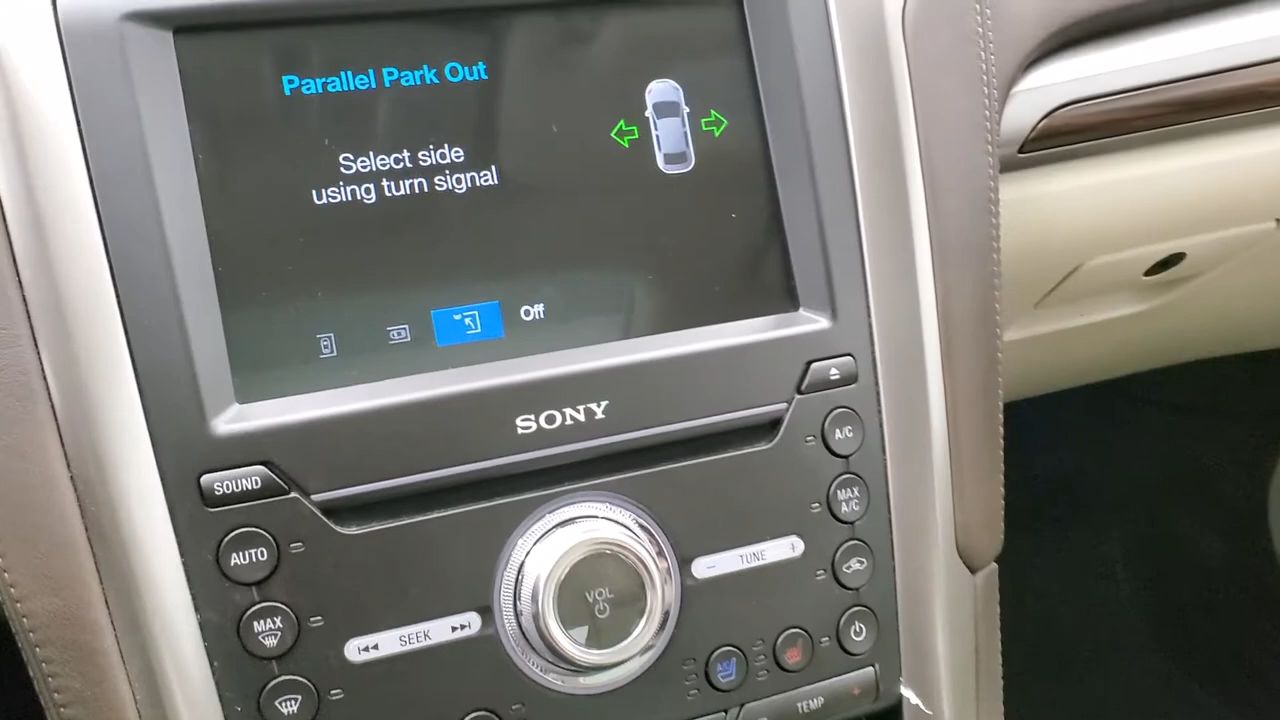 Parallel Park Out
Select side
using turn signal
Off
SONY
SOUND
A/C
MAX
A/C
AUTO
TUNE
MAX
VOL
SEEK
A/C
TEMP